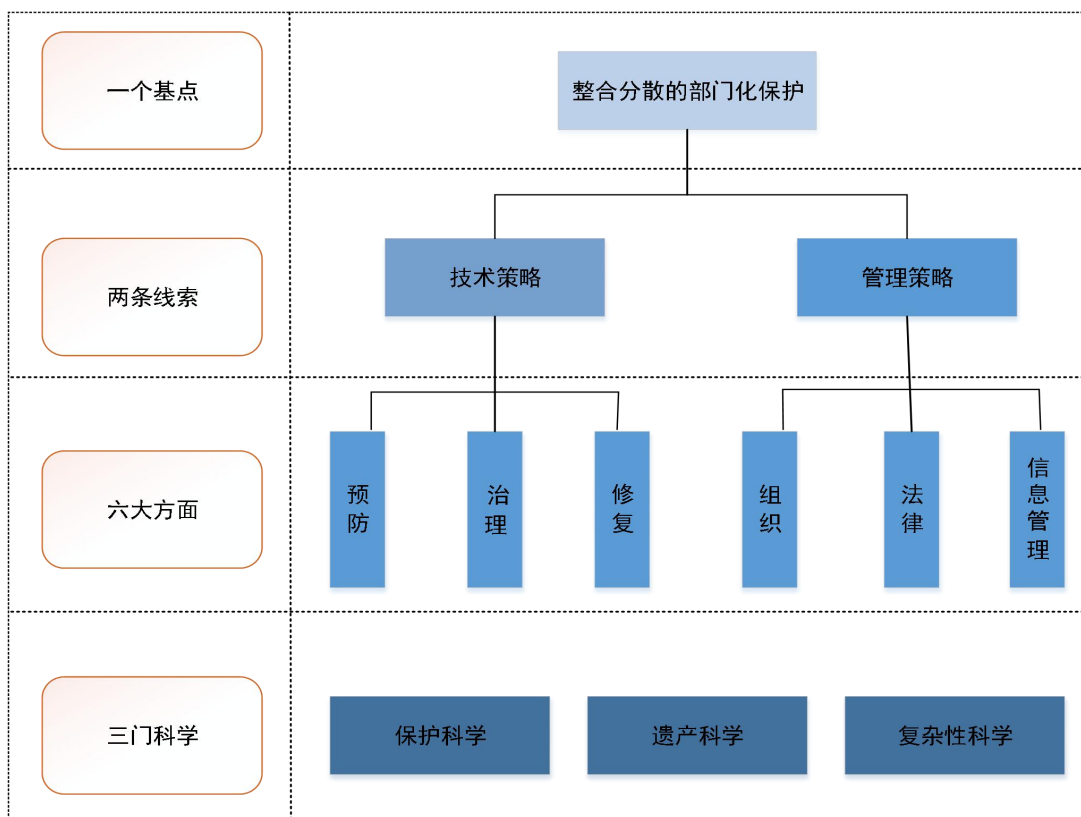 一个基点
整合分散的部门化保护
两条线索
技术策略
管理策略
六大方面
预防
治理
修复
组织
法律
信息管理
三门科学
保护科学
遗产科学
复杂性科学